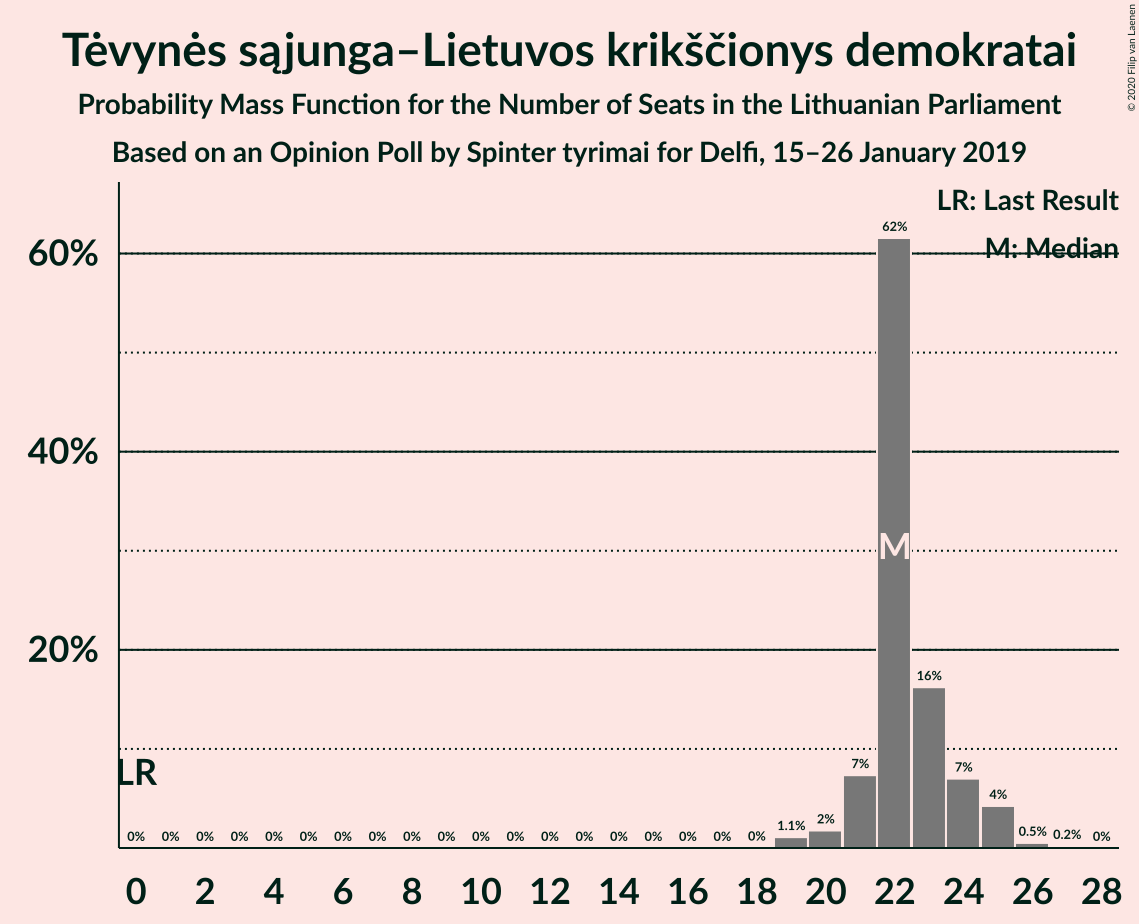 Tėvynės sąjunga–Lietuvos krikščionys demokratai
Probability Mass Function for the Number of Seats in the Lithuanian Parliament
Based on an Opinion Poll by Spinter tyrimai for Delfi, 15–26 January 2019
© 2020 Filip van Laenen
LR: Last Result
M: Median
60%
40%
20%
62%
M
16%
LR
7% 7%
4%
0% 0% 0% 0% 0% 0% 0% 0% 0% 0% 0% 0% 0% 0% 0% 0% 0% 0% 0% 1.1% 2% 0.5% 0.2% 0%
0 2 4 6 8 10 12 14 16 18 20 22 24 26 28